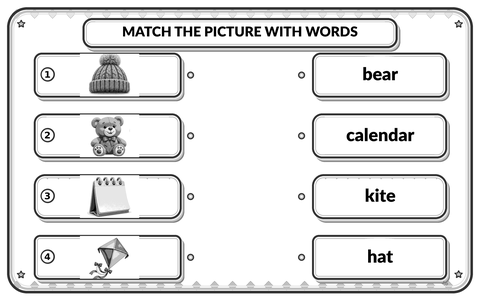 MATCH THE PICTURE WITH WORDS
1 bear
2 calendar
3 kite
4 hat